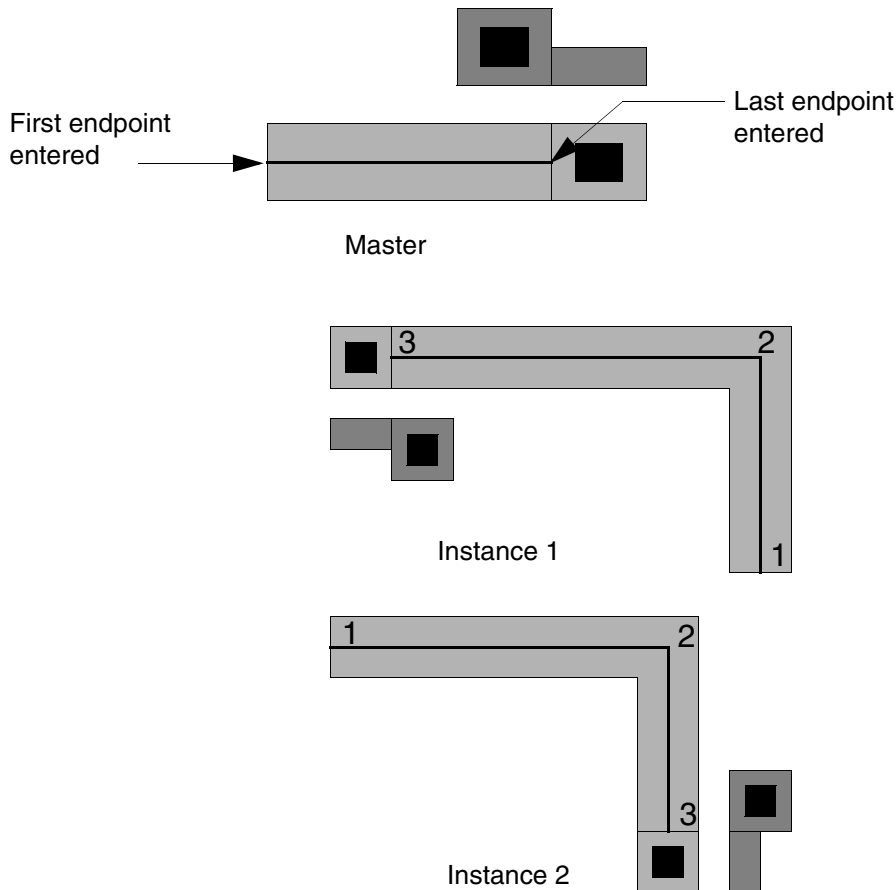 First endpoint
entered
Last endpoint
entered
Master
3
2
1
Instance 1
1
2
3
Instance 2